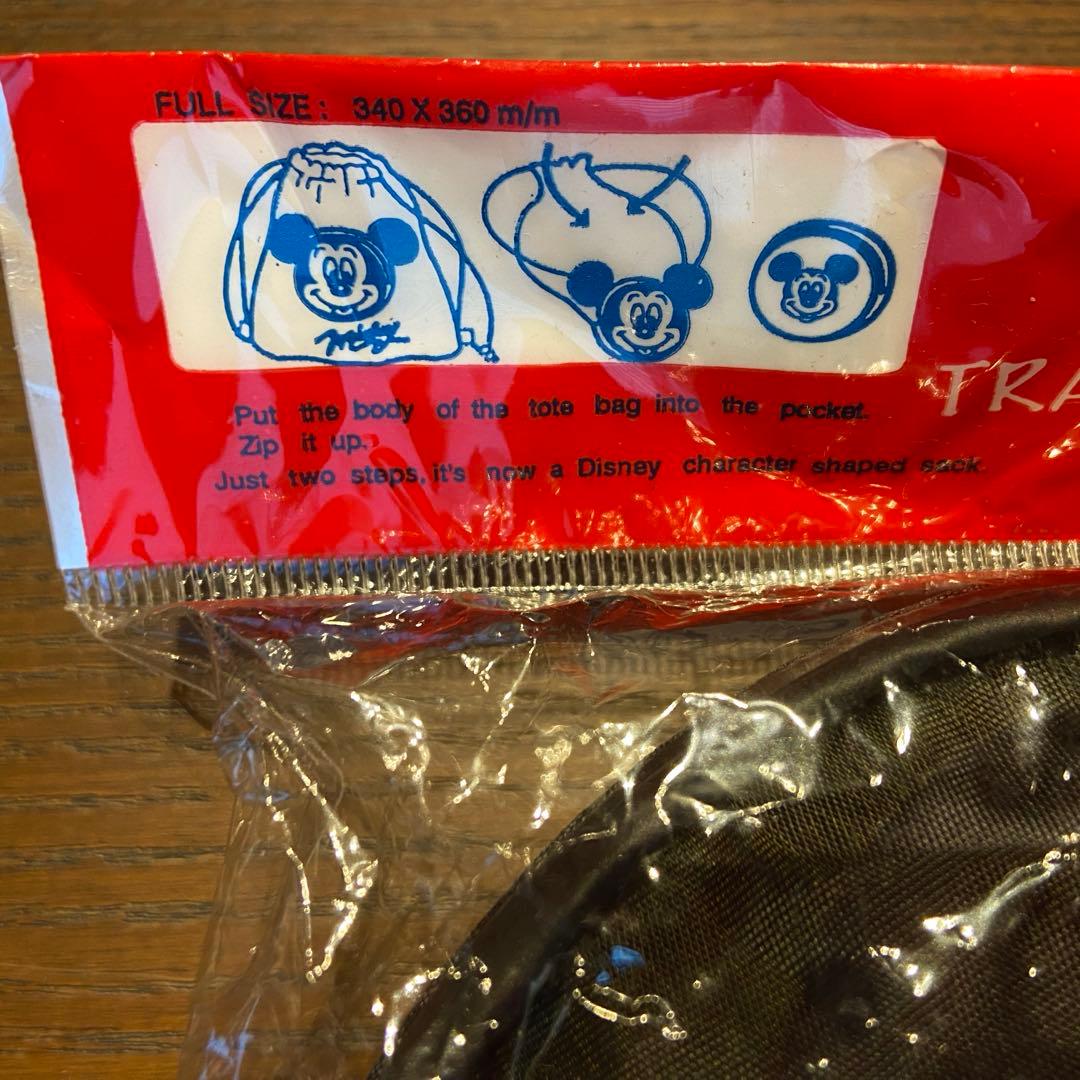 FULL SIZE : 340 X 360 m/m
Mickey
Put the body of the tote bag into the pocket.
Zip it up.
Just two steps, it's now a Disney character shaped sack.
TRA